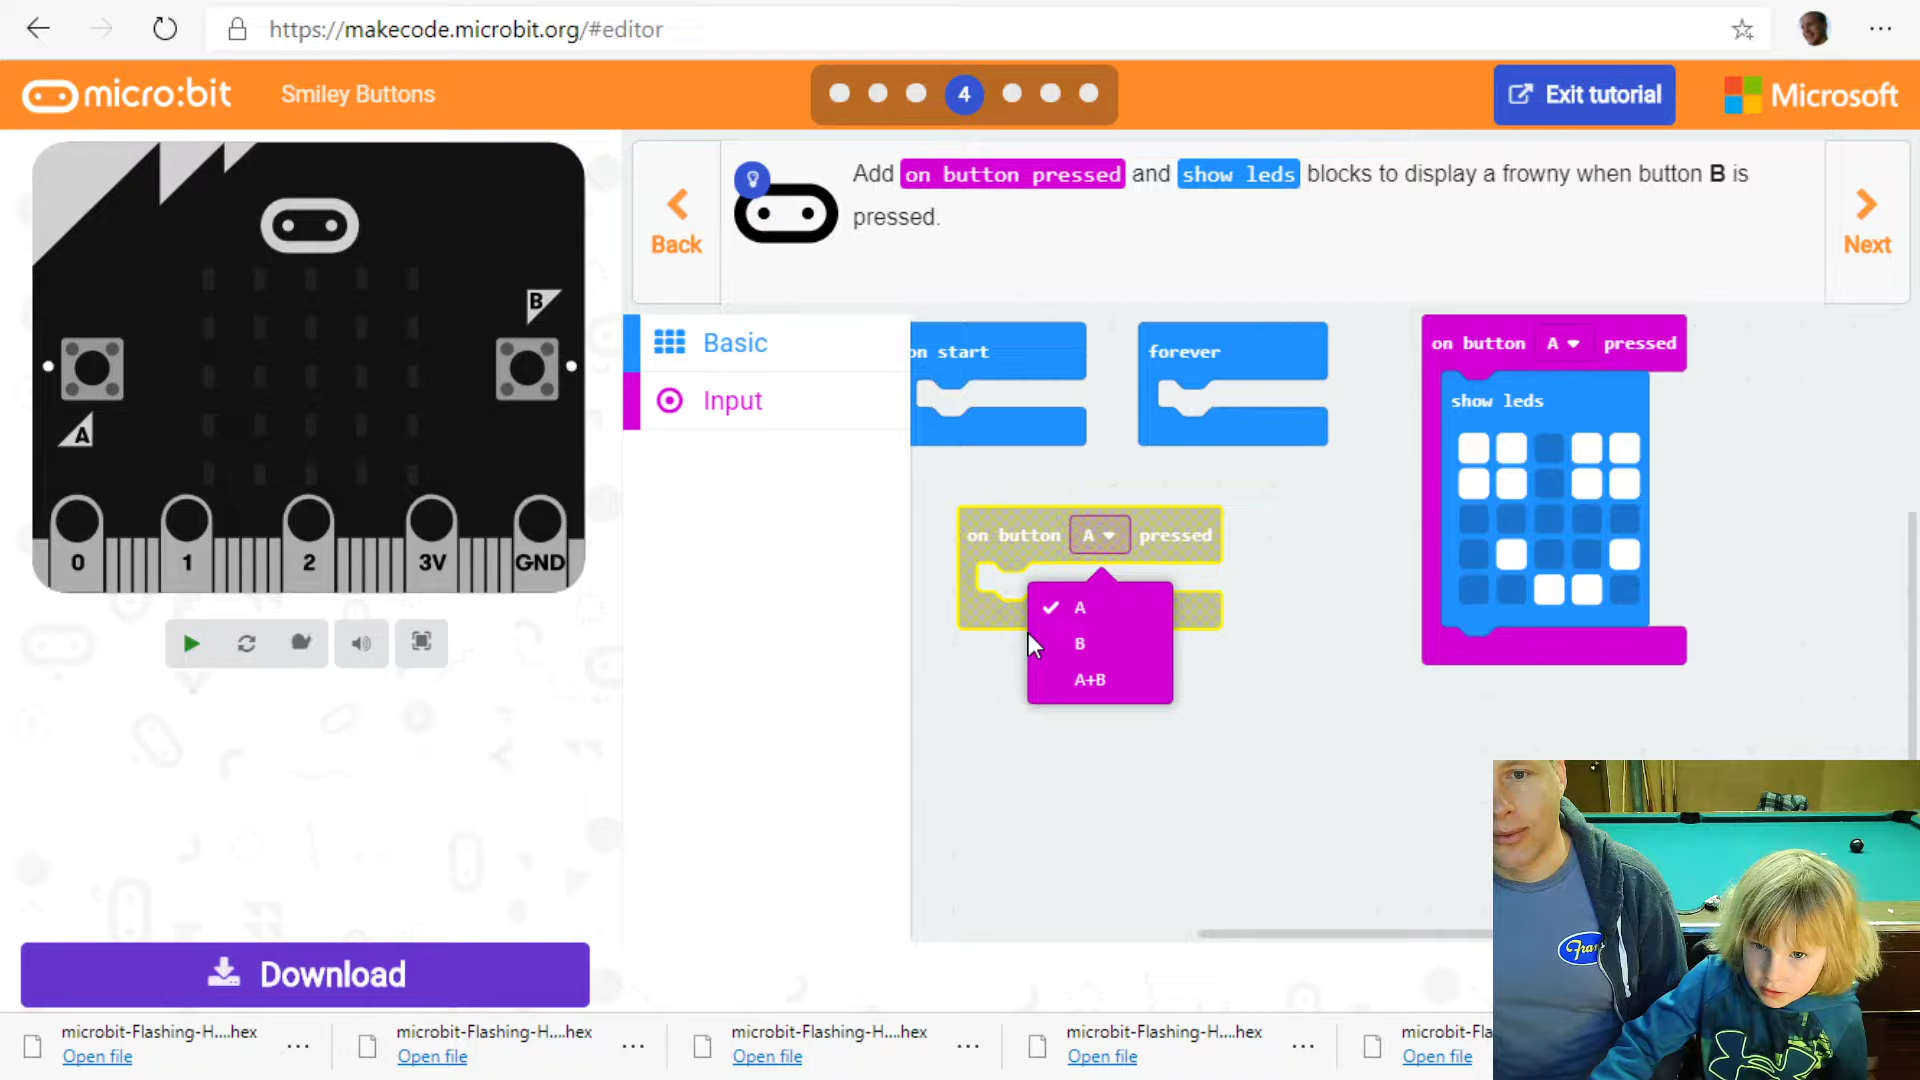 https://makecode.microbit.org/#editor
micro:bit
Smiley Buttons
4
Exit tutorial
Microsoft
Back
Add on button pressed and show leds blocks to display a frowny when button B is
pressed.
Next
B
A
0 1 2 3V GND
Basic
Input
on start
forever
on button A pressed
show leds
on button A pressed
A
B
A+B
Download
microbit-Flashing-H....hex
Open file
microbit-Flashing-H....hex
Open file
microbit-Flashing-H....hex
Open file
microbit-Flashing-H....hex
Open file
microbit-Fla
Open file